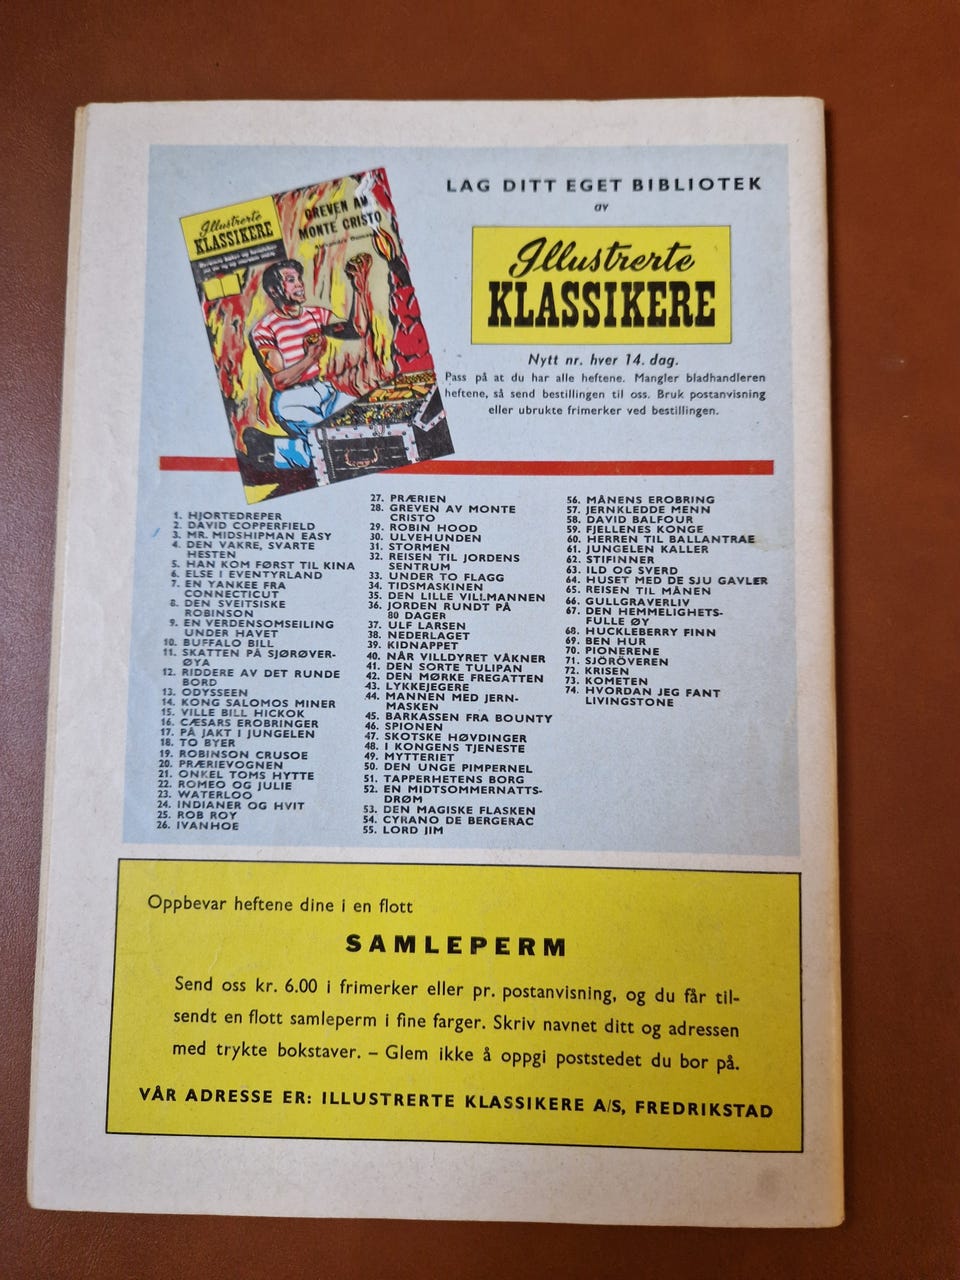 Illustrerte
KLASSIKERE
GREVEN AV
MONTE CRISTO
LAG DITT EGET BIBLIOTEK
av
Illustrerte
KLASSIKERE
Nytt nr. hver 14. dag.
Pass på at du har alle heftene. Mangler bladhandleren
heftene, så send bestillingen til oss. Bruk postanvisning
eller ubrukte frimerker ved bestillingen.
1. HJORTEDREPER
2. DAVID COPPERFIELD
3. MR. MIDSHIPMAN EASY
4. DEN VAKRE, SVARTE
HESTEN
5. HAN KOM FØRST TIL KINA
6. ELSE I EVENTYRLAND
7. EN YANKEE FRA
CONNECTICUT
8. DEN SVEITSISKE
ROBINSON
9. EN VERDENSOMSEILING
UNDER HAVET
10. BUFFALO BILL
11. SKATTEN PÅ SJØRØVER-
ØYA
12. RIDDERE AV DET RUNDE
BORD
13. ODYSSEEN
14. KONG SALOMOS MINER
15. VILLE BILL HICKOK
16. CÆSARS EROBRINGER
17. PÅ JAKT I JUNGELEN
18. TO BYER
19. ROBINSON CRUSOE
20. PRÆRIEVOGNEN
21. ONKEL TOMS HYTTE
22. ROMEO OG JULIE
23. WATERLOO
24. INDIANER OG HVIT
25. ROB ROY
26. IVANHOE
27. PRÆRIEN
28. GREVEN AV MONTE
CRISTO
29. ROBIN HOOD
30. ULVEHUNDEN
31. STORMEN
32. REISEN TIL JORDENS
SENTRUM
33. UNDER TO FLAGG
34. TIDSMASKINEN
35. DEN LILLE VILLMANNEN
36. JORDEN RUNDT PÅ
80 DAGER
37. ULF LARSEN
38. NEDERLAGET
39. KIDNAPPET
40. NÅR VILLDYRET VÅKNER
41. DEN SORTE TULIPAN
42. DEN MØRKE FREGATTEN
43. LYKKEJEGERE
44. MANNEN MED JERN-
MASKEN
45. BARKASSEN FRA BOUNTY
46. SPIONEN
47. SKOTSKE HØVDINGER
48. I KONGENS TJENESTE
49. MYTTERIET
50. DEN UNGE PIMPERNEL
51. TAPPERHETENS BORG
52. EN MIDTSOMMERNATTS-
DRØM
53. DEN MAGISKE FLASKEN
54. CYRANO DE BERGERAC
55. LORD JIM
56. MÅNENS EROBRING
57. JERNKLEDDE MENN
58. DAVID BALFOUR
59. FJELLENES KONGE
60. HERREN TIL BALLANTRAE
61. JUNGELEN KALLER
62. STIFINNER
63. ILD OG SVERD
64. HUSET MED DE SJU GAVLER
65. REISEN TIL MÅNEN
66. GULLGRAVERLIV
67. DEN HEMMELIGHETS-
FULLE ØY
68. HUCKLEBERRY FINN
69. BEN HUR
70. PIONERENE
71. SJÖRÖVEREN
72. KRISEN
73. KOMETEN
74. HVORDAN JEG FANT
LIVINGSTONE
Oppbevar heftene dine i en flott
SAMLEPERM
Send oss kr. 6.00 i frimerker eller pr. postanvisning, og du får til-
sendt en flott samleperm i fine farger. Skriv navnet ditt og adressen
med trykte bokstaver. – Glem ikke å oppgi poststedet du bor på.
VÅR ADRESSE ER: ILLUSTRERTE KLASSIKERE A/S, FREDRIKSTAD